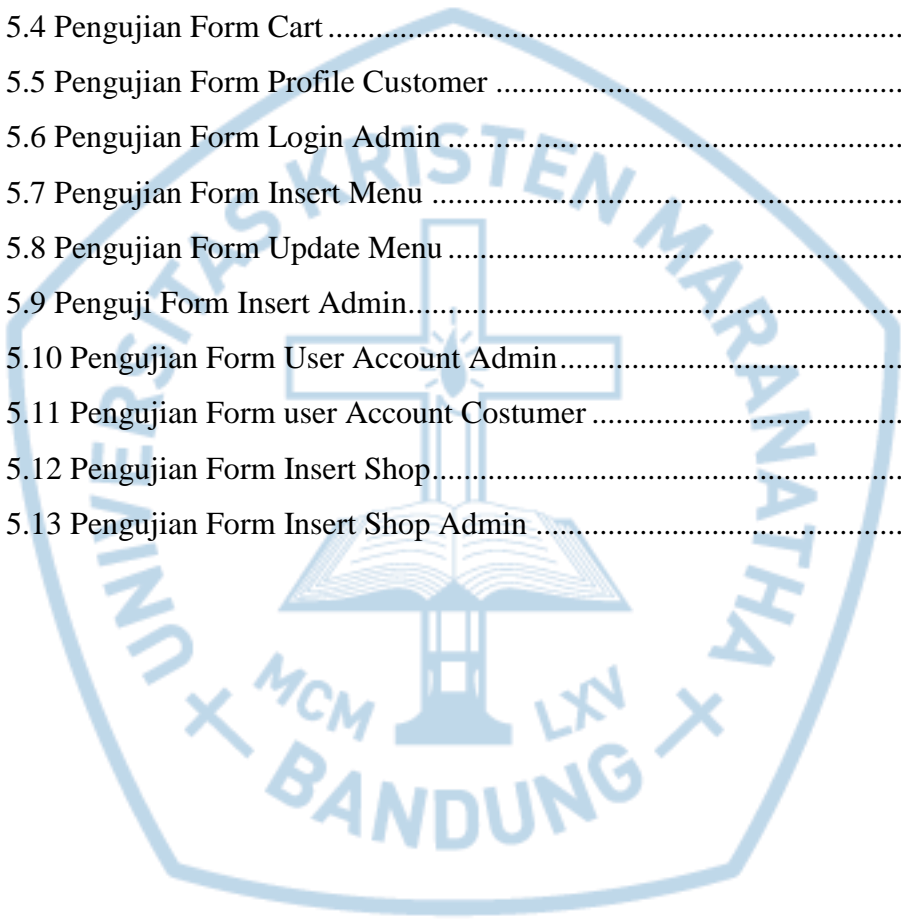 5.4 Pengujian Form Cart ........................................................................
5.5 Pengujian Form Profile Customer ...................................................
5.6 Pengujian Form Login Admin .........................................................
5.7 Pengujian Form Insert Menu ...........................................................
5.8 Pengujian Form Update Menu .........................................................
5.9 Penguji Form Insert Admin..............................................................
5.10 Pengujian Form User Account Admin...........................................
5.11 Pengujian Form user Account Costumer .......................................
5.12 Pengujian Form Insert Shop...........................................................
5.13 Pengujian Form Insert Shop Admin ..............................................
UNIVERSITAS KRISTEN MARANATHA
MCM LXV
BANDUNG